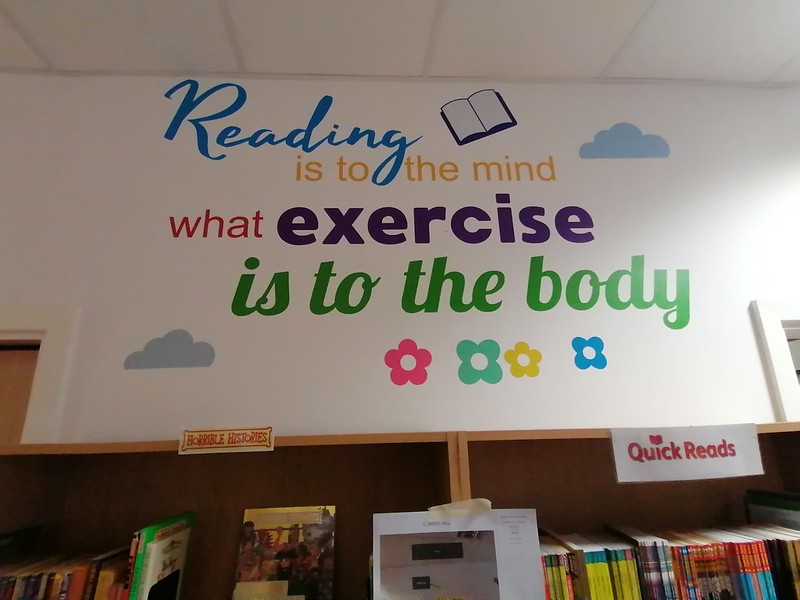 Reading
is to the mind
what exercise
is to the body
HORRIBLE HISTORIES
Quick Reads